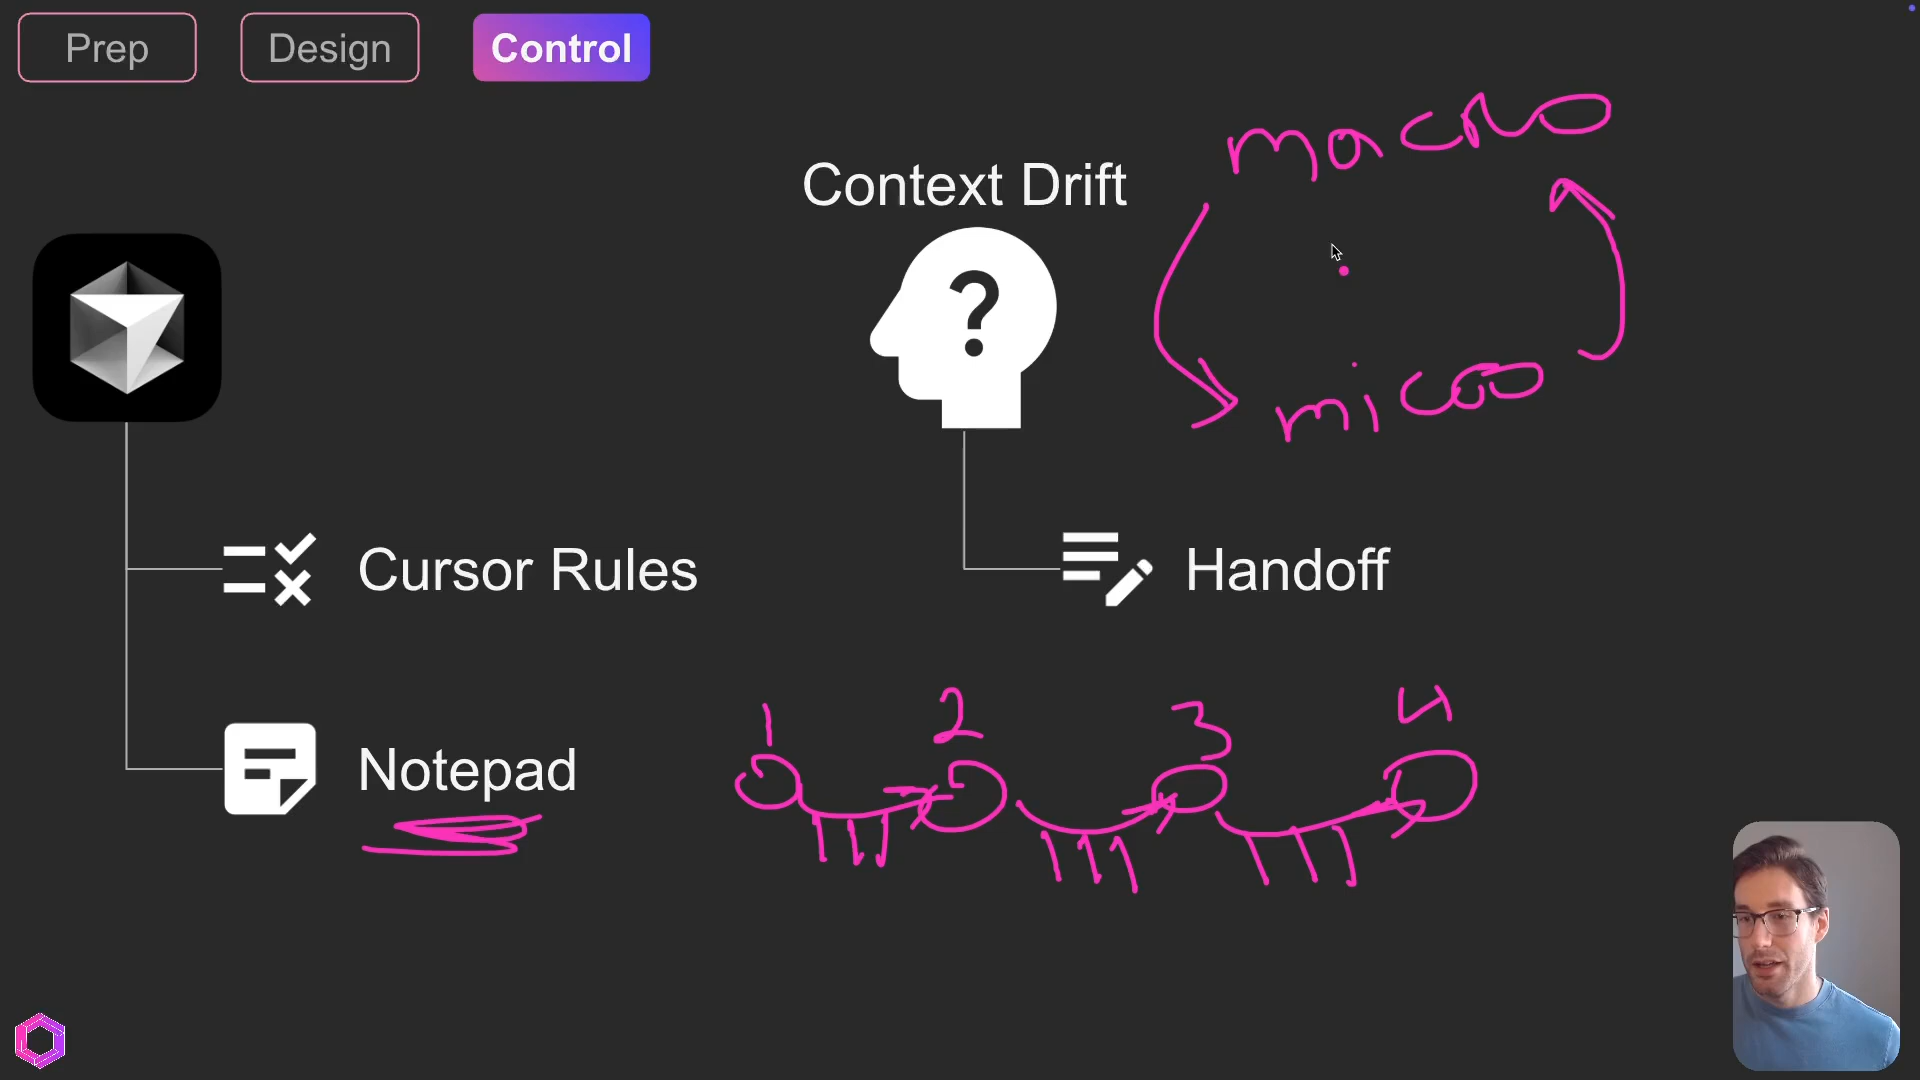 Prep Design Control
macro
Context Drift
?
micro
Cursor Rules
Handoff
1 2 3 4
Notepad